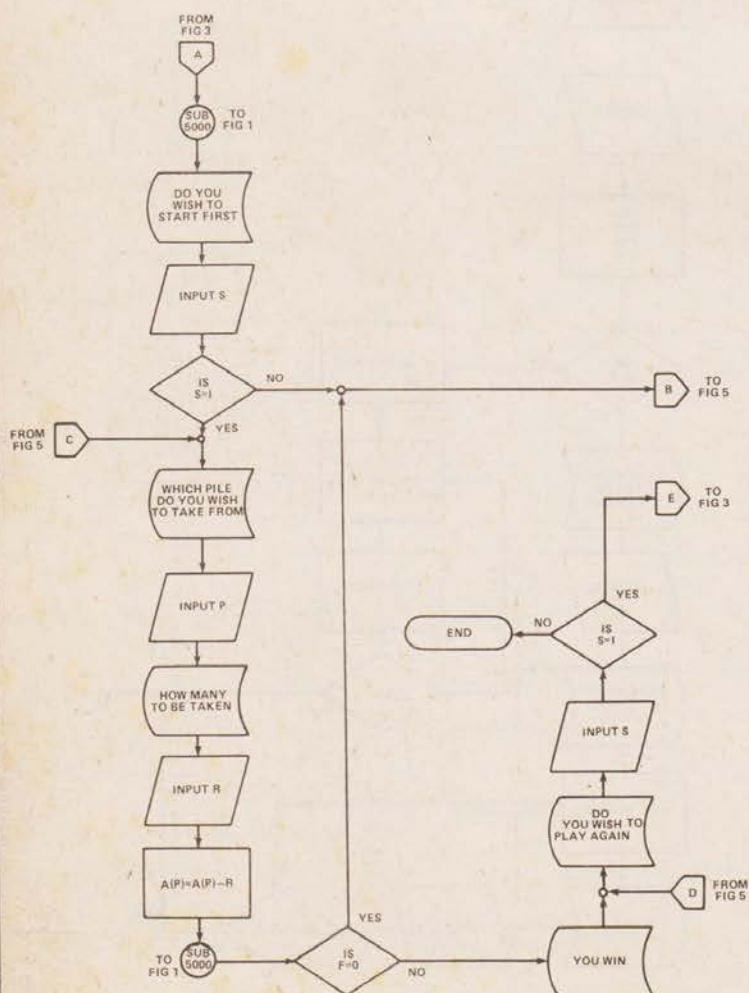 FROM
FIG 3
A
SUB
5000
TO
FIG 1
DO YOU
WISH TO
START FIRST
INPUT S
IS
S=I
NO
YES
B
TO
FIG 5
FROM
FIG 5
C
WHICH PILE
DO YOU WISH
TO TAKE FROM
INPUT P
HOW MANY
TO BE TAKEN
INPUT R
A(P)=A(P)-R
TO
FIG 1
SUB
5000
IS
F=0
YES
NO
YOU WIN
D
FROM
FIG 5
DO
YOU WISH TO
PLAY AGAIN
INPUT S
IS
S=I
NO
END
YES
E
TO
FIG 3